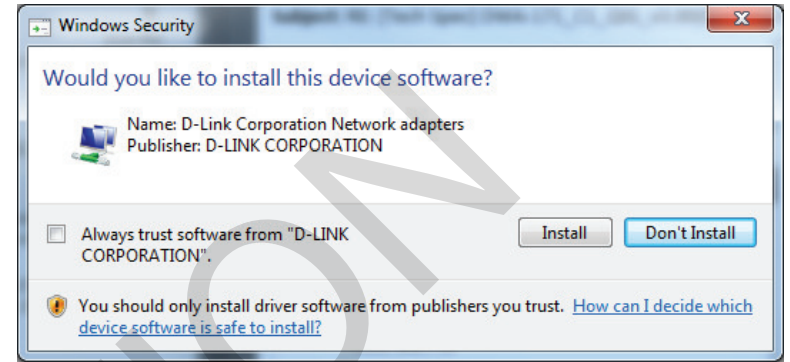 Windows Security
Would you like to install this device software?
Name: D-Link Corporation Network adapters
Publisher: D-LINK CORPORATION
Always trust software from "D-LINK
CORPORATION".
Install
Don't Install
You should only install driver software from publishers you trust. How can I decide which
device software is safe to install?